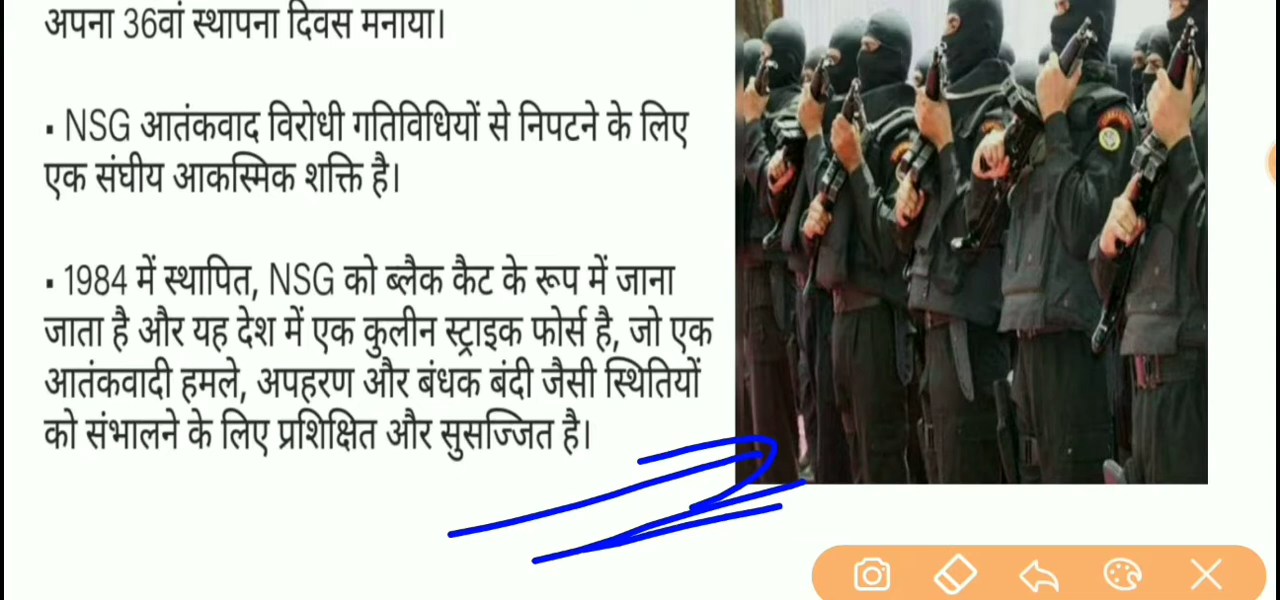 अपना 36वां स्थापना दिवस मनाया।
▪ NSG आतंकवाद विरोधी गतिविधियों से निपटने के लिए
एक संघीय आकस्मिक शक्ति है।
▪ 1984 में स्थापित, NSG को ब्लैक कैट के रूप में जाना
जाता है और यह देश में एक कुलीन स्ट्राइक फोर्स है, जो एक
आतंकवादी हमले, अपहरण और बंधक बंदी जैसी स्थितियों
को संभालने के लिए प्रशिक्षित और सुसज्जित है।